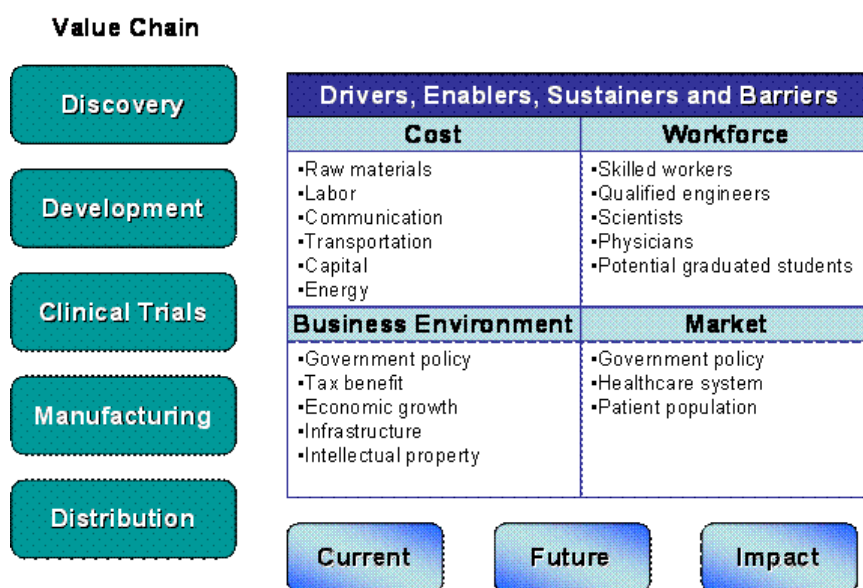 Value Chain
Discovery
Development
Clinical Trials
Manufacturing
Distribution
Drivers, Enablers, Sustainers and Barriers
Cost
▪Raw materials
▪Labor
▪Communication
▪Transportation
▪Capital
▪Energy
Workforce
▪Skilled workers
▪Qualified engineers
▪Scientists
▪Physicians
▪Potential graduated students
Business Environment
▪Government policy
▪Tax benefit
▪Economic growth
▪Infrastructure
▪Intellectual property
Market
▪Government policy
▪Healthcare system
▪Patient population
Current
Future
Impact